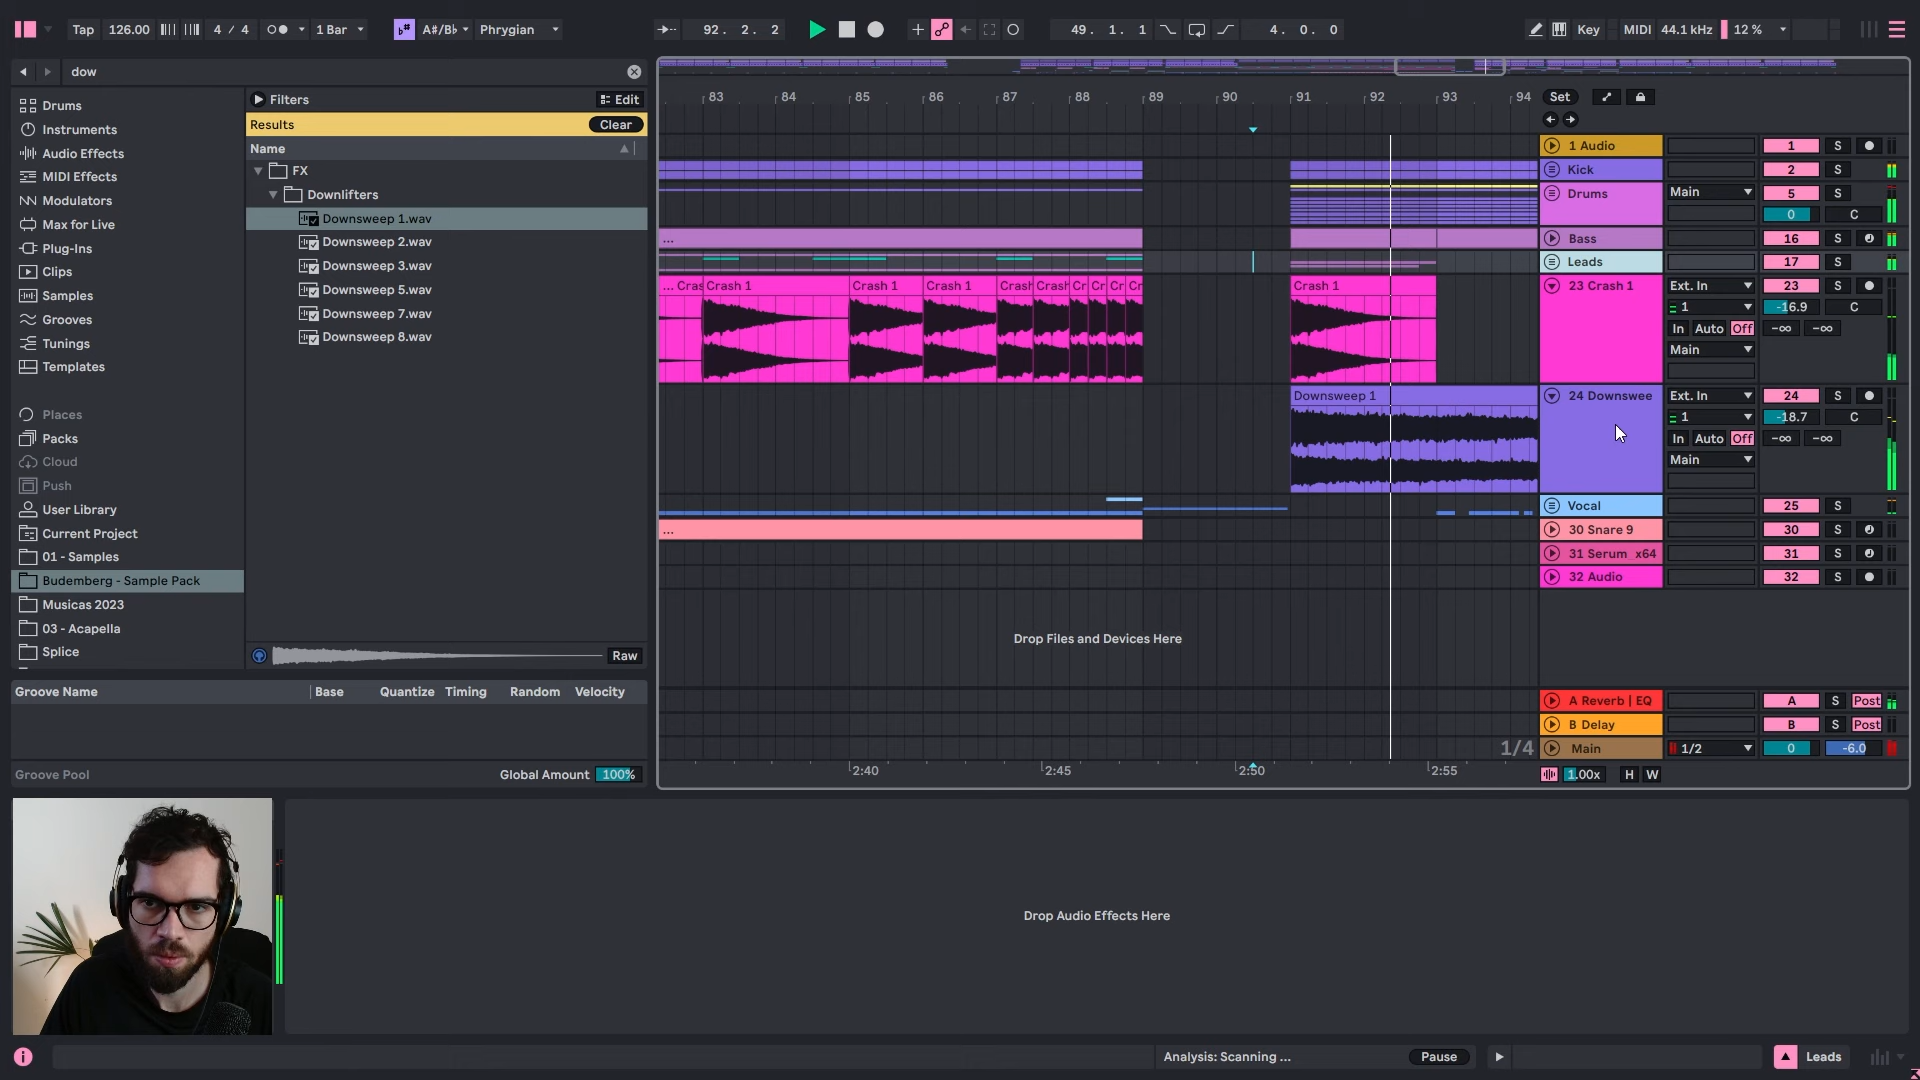 Tap 126.00 4 / 4 1 Bar A#/Bb Phrygian 92. 2. 2 49. 1. 1 4. 0. 0 Key MIDI 44.1 kHz 12 %
dow
Drums
Instruments
Audio Effects
MIDI Effects
Modulators
Max for Live
Plug-Ins
Clips
Samples
Grooves
Tunings
Templates
Places
Packs
Cloud
Push
User Library
Current Project
01 - Samples
Budemberg - Sample Pack
Musicas 2023
03 - Acapella
Splice
Filters Edit
Results Clear
Name
FX
Downlifters
Downsweep 1.wav
Downsweep 2.wav
Downsweep 3.wav
Downsweep 5.wav
Downsweep 7.wav
Downsweep 8.wav
Raw
Groove Name Base Quantize Timing Random Velocity
Groove Pool Global Amount 100%
83 84 85 86 87 88 89 90 91 92 93 94 Set
1 Audio 1 S
Kick 2 S
Drums Main 5 S
0 C
... Bass 16 S
Leads 17 S
... Cras Crash 1 Crash 1 Crash 1 Crash Crash Cr Cr Cr Cr Crash 1 23 Crash 1 Ext. In 23 S
1 -16.9 C
In Auto Off -∞ -∞
Main
Downsweep 1 24 Downswee Ext. In 24 S
1 -18.7 C
In Auto Off -∞ -∞
Main
Vocal 25 S
... 30 Snare 9 30 S
31 Serum x64 31 S
32 Audio 32 S
Drop Files and Devices Here
A Reverb | EQ A S Post
B Delay B S Post
1/4 Main 1/2 0 -6.0
2:40 2:45 2:50 2:55 1.00x H W
Drop Audio Effects Here
Analysis: Scanning ... Pause Leads